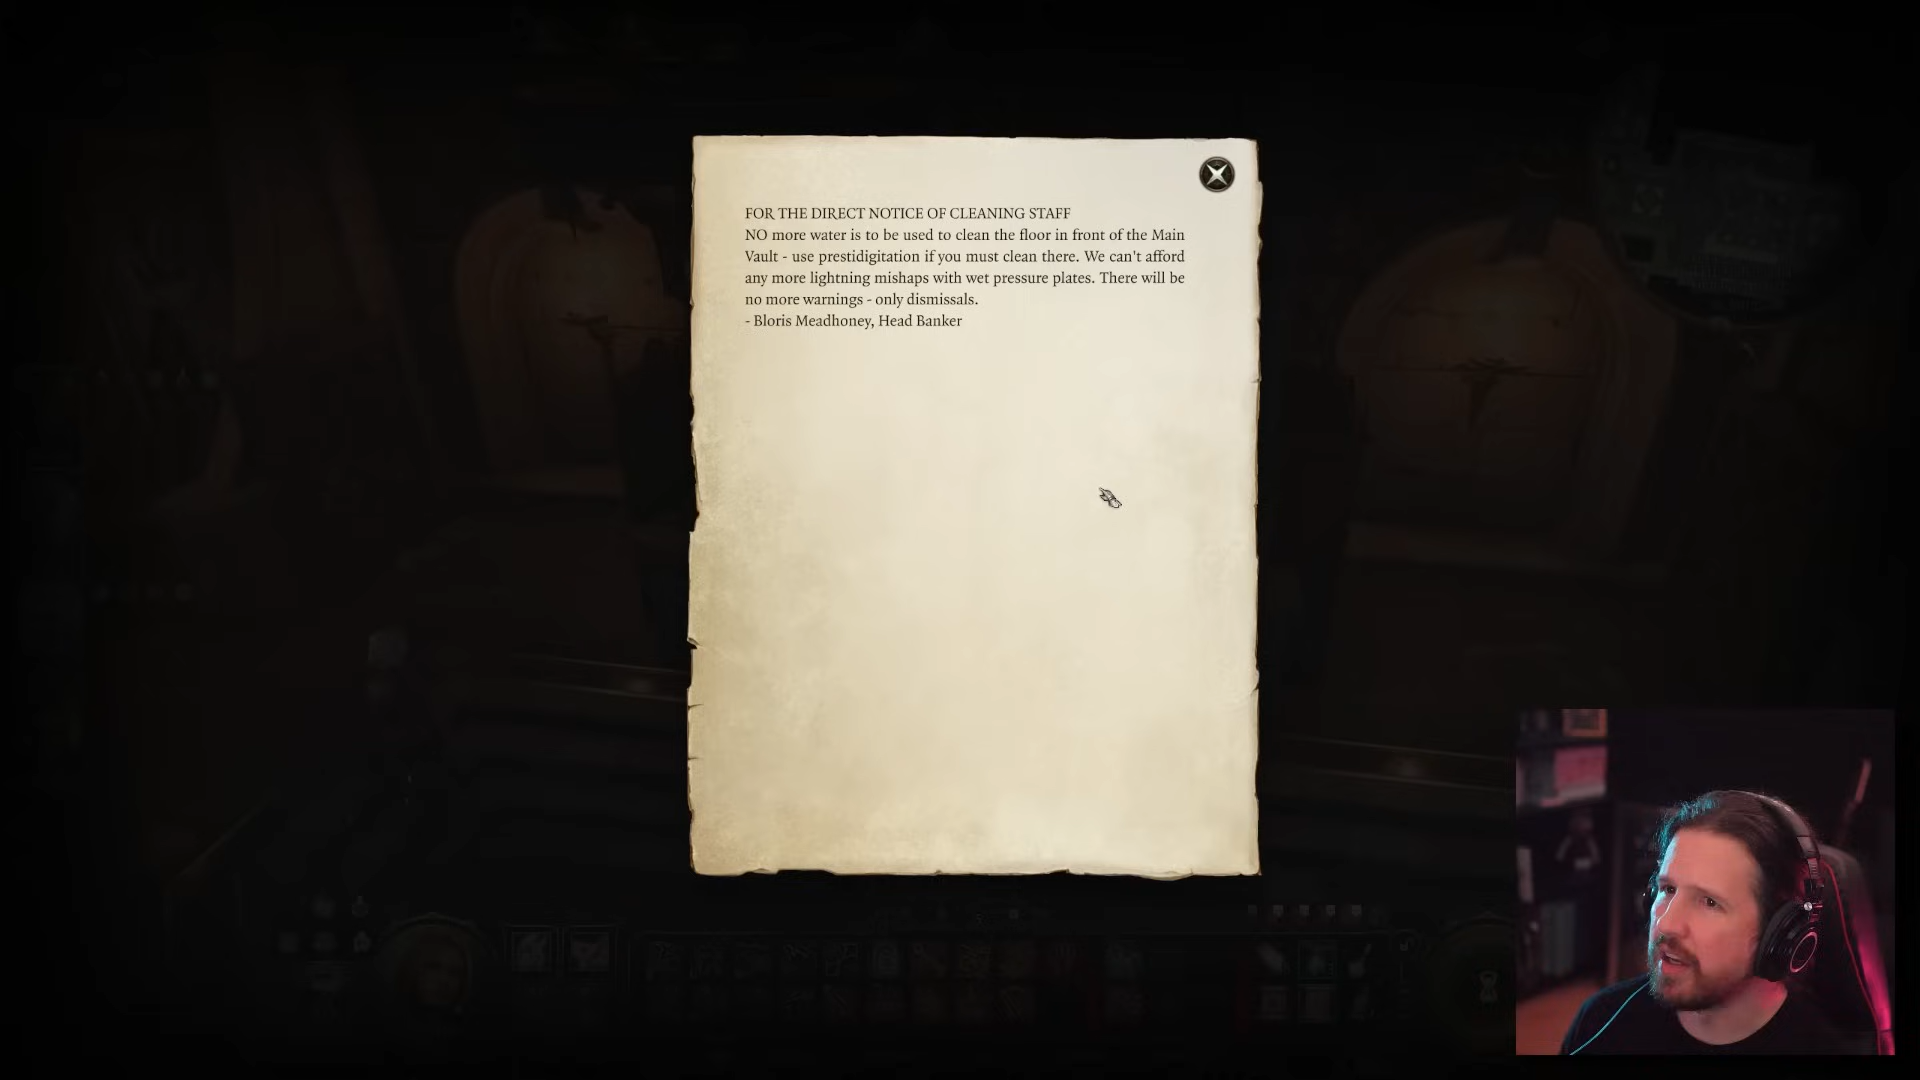 FOR THE DIRECT NOTICE OF CLEANING STAFF
NO more water is to be used to clean the floor in front of the Main
Vault - use prestidigitation if you must clean there. We can't afford
any more lightning mishaps with wet pressure plates. There will be
no more warnings - only dismissals.
- Bloris Meadhoney, Head Banker